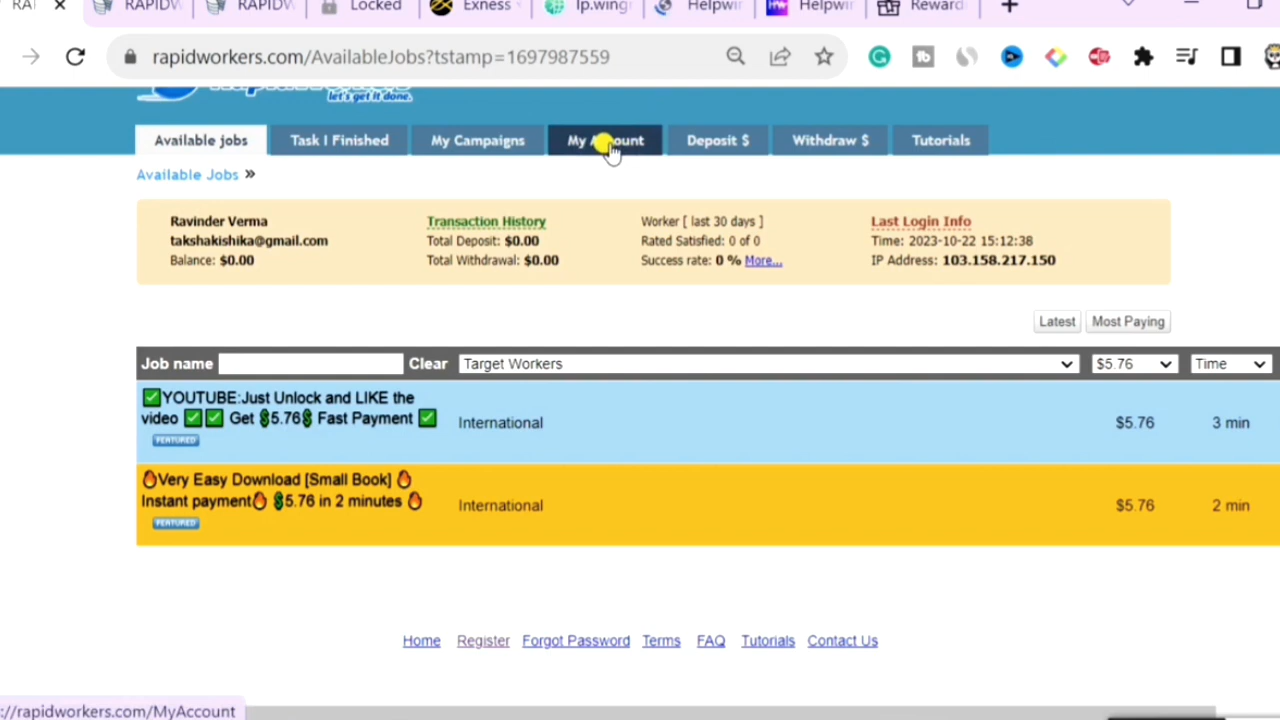 RAPIDW
RAPIDW
Locked
Exness
lp.wing
Helpwi
Helpwi
Reward
rapidworkers.com/AvailableJobs?tstamp=1697987559
let's get it done.
Available jobs
Task I Finished
My Campaigns
My Account
Deposit $
Withdraw $
Tutorials
Available Jobs »
Ravinder Verma
takshakishika@gmail.com
Balance: $0.00
Transaction History
Total Deposit: $0.00
Total Withdrawal: $0.00
Worker [ last 30 days ]
Rated Satisfied: 0 of 0
Success rate: 0 % More...
Last Login Info
Time: 2023-10-22 15:12:38
IP Address: 103.158.217.150
Latest
Most Paying
Job name Clear Target Workers $5.76 Time
✅YOUTUBE:Just Unlock and LIKE the
video ✅✅ Get 💲5.76💲 Fast Payment ✅
FEATURED
International
$5.76
3 min
🔥Very Easy Download [Small Book] 🔥
Instant payment🔥 💲5.76 in 2 minutes 🔥
FEATURED
International
$5.76
2 min
Home Register Forgot Password Terms FAQ Tutorials Contact Us
://rapidworkers.com/MyAccount